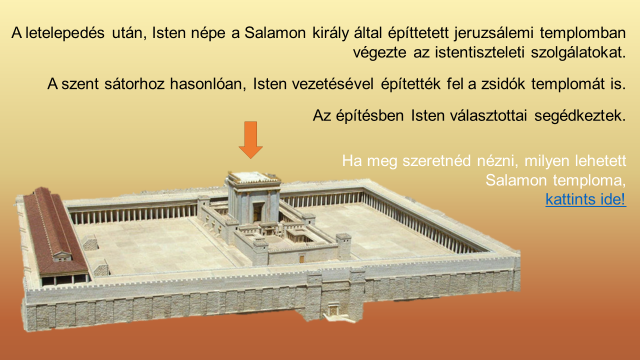 A letelepedés után, Isten népe a Salamon király által építtetett jeruzsálemi templomban
végezte az istentiszteleti szolgálatokat.
A szent sátorhoz hasonlóan, Isten vezetésével építették fel a zsidók templomát is.
Az építésben Isten választottai segédkeztek.
Ha meg szeretnéd nézni, milyen lehetett
Salamon temploma,
kattints ide!